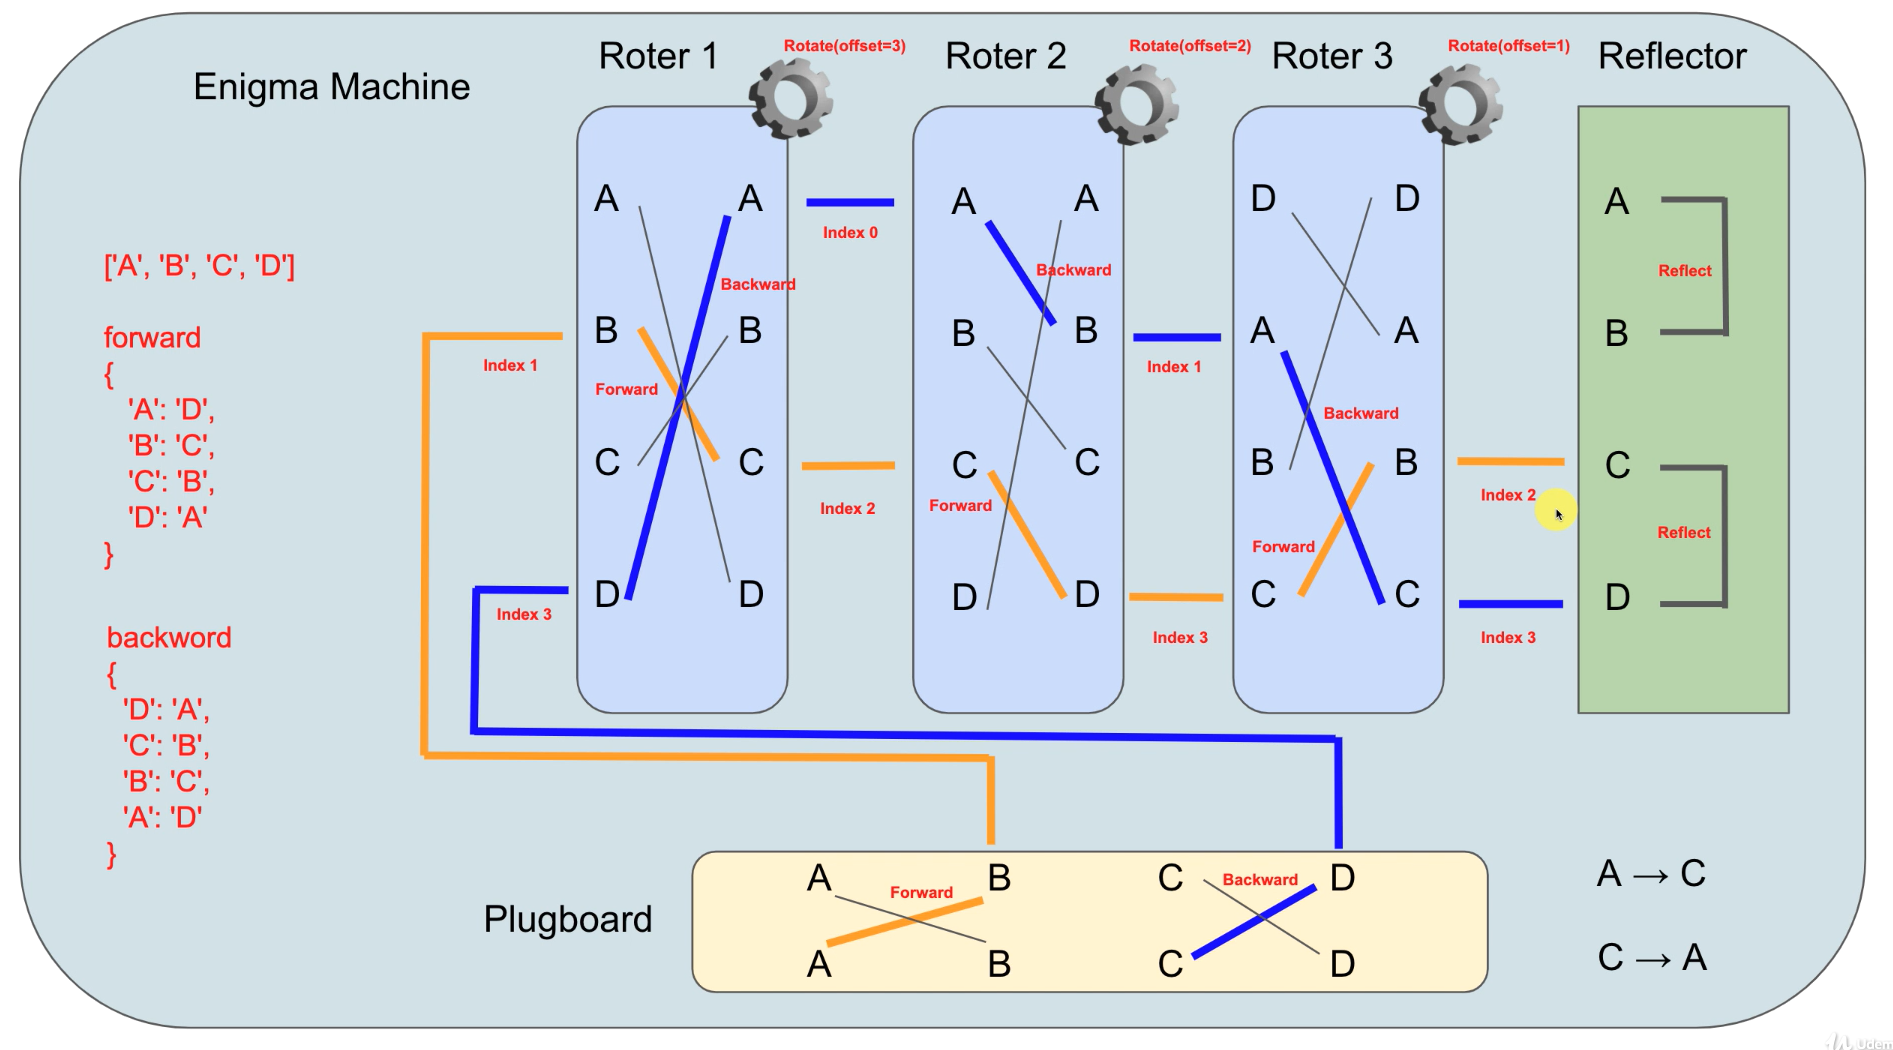 Enigma Machine
Roter 1
Rotate(offset=3)
Roter 2
Rotate(offset=2)
Roter 3
Rotate(offset=1)
Reflector
['A', 'B', 'C', 'D']
forward
{
'A': 'D',
'B': 'C',
'C': 'B',
'D': 'A'
}
backword
{
'D': 'A',
'C': 'B',
'B': 'C',
'A': 'D'
}
A A
B B
C C
D D
Backward
Forward
Index 1
Index 3
Index 0
Index 2
A A
B B
C C
D D
Backward
Forward
Index 1
Index 3
D D
A A
B B
C C
Backward
Forward
Index 2
Index 3
A
B
C
D
Reflect
Reflect
Plugboard
A B C D
Forward
Backward
A B C D
A → C
C → A
Udem